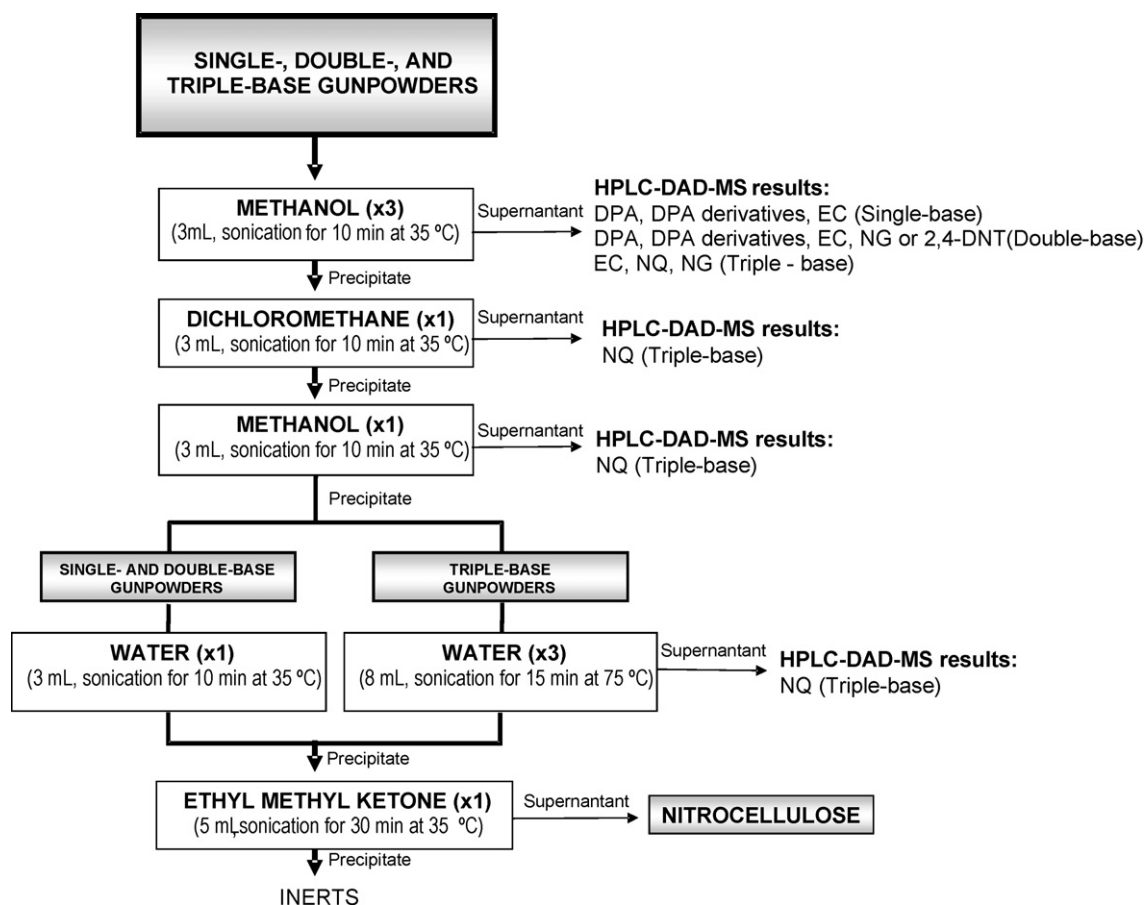 SINGLE-, DOUBLE-, AND
TRIPLE-BASE GUNPOWDERS
METHANOL (x3)
(3mL, sonication for 10 min at 35 ºC)
Supernantant
HPLC-DAD-MS results:
DPA, DPA derivatives, EC (Single-base)
DPA, DPA derivatives, EC, NG or 2,4-DNT(Double-base)
EC, NQ, NG (Triple - base)
Precipitate
DICHLOROMETHANE (x1)
(3 mL, sonication for 10 min at 35 ºC)
Supernantant
HPLC-DAD-MS results:
NQ (Triple-base)
Precipitate
METHANOL (x1)
(3 mL, sonication for 10 min at 35 ºC)
Supernantant
HPLC-DAD-MS results:
NQ (Triple-base)
Precipitate
SINGLE- AND DOUBLE-BASE
GUNPOWDERS
TRIPLE-BASE
GUNPOWDERS
WATER (x1)
(3 mL, sonication for 10 min at 35 ºC)
WATER (x3)
(8 mL, sonication for 15 min at 75 ºC)
Supernantant
HPLC-DAD-MS results:
NQ (Triple-base)
Precipitate
ETHYL METHYL KETONE (x1)
(5 mL,sonication for 30 min at 35 ºC)
Supernantant
NITROCELLULOSE
Precipitate
INERTS